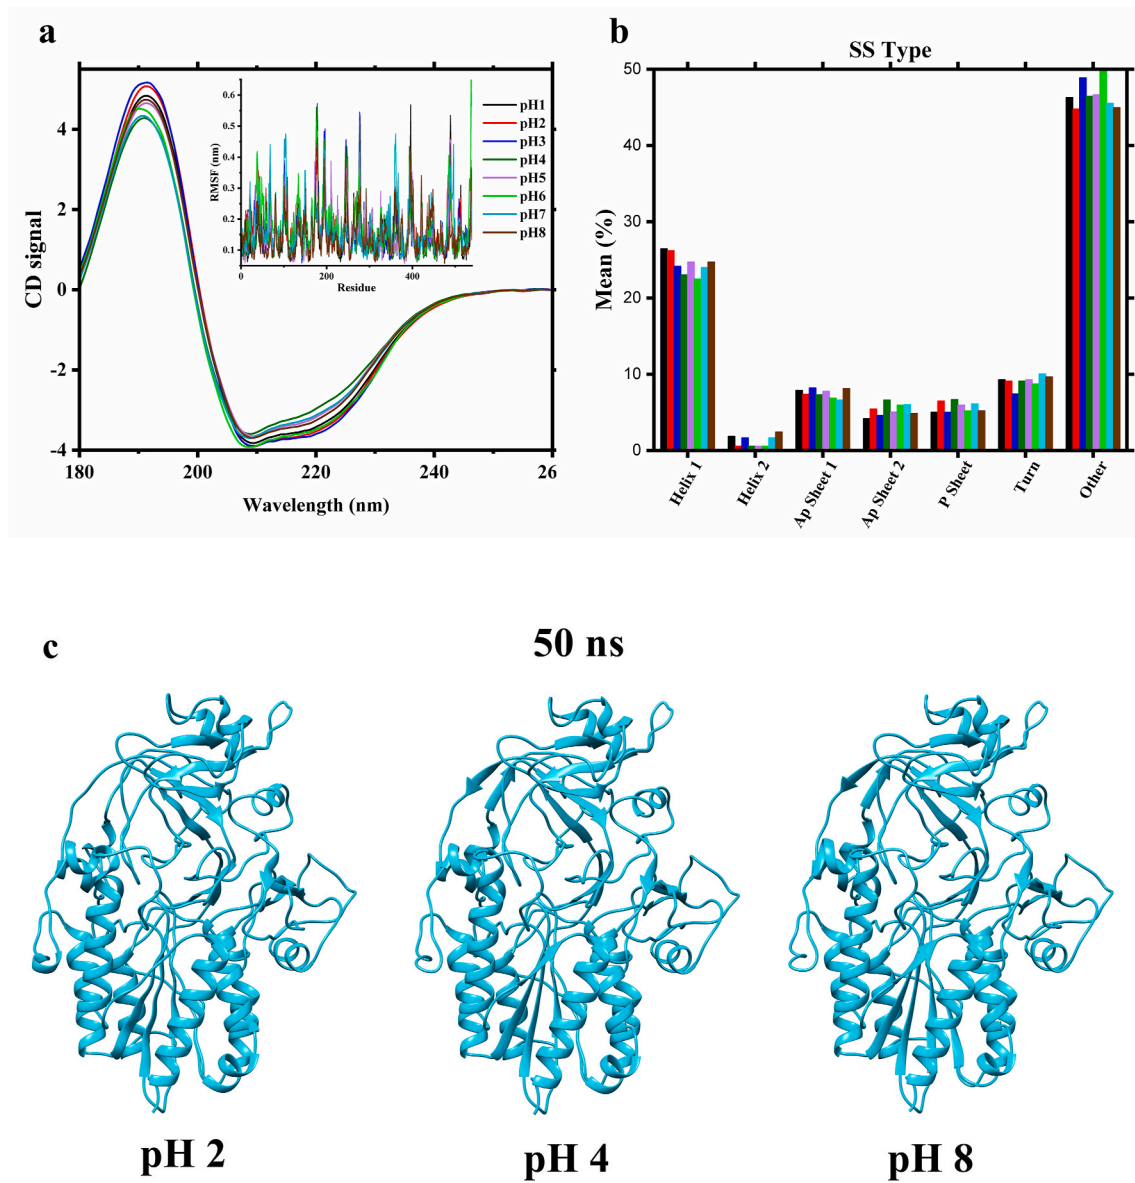 a
CD signal
4
2
0
-2
-4
180
200
220
240
26
Wavelength (nm)
RMSF (nm)
0.6
0.5
0.4
0.3
0.2
0.1
0
200
400
Residue
pH1
pH2
pH3
pH4
pH5
pH6
pH7
pH8
b
SS Type
Mean (%)
50
40
30
20
10
0
Helix 1
Helix 2
Ap Sheet 1
Ap Sheet 2
P Sheet
Turn
Other
c
50 ns
pH 2
pH 4
pH 8